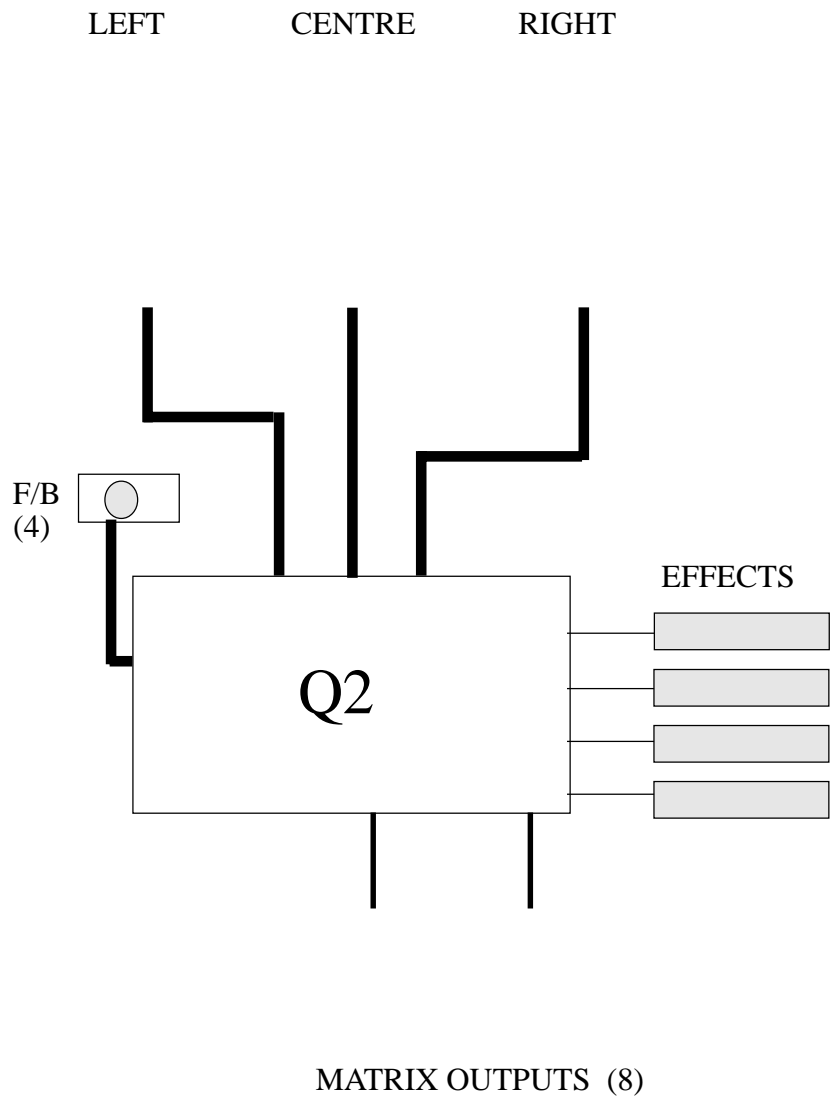 LEFT CENTRE RIGHT
F/B
(4)
EFFECTS
Q2
MATRIX OUTPUTS (8)